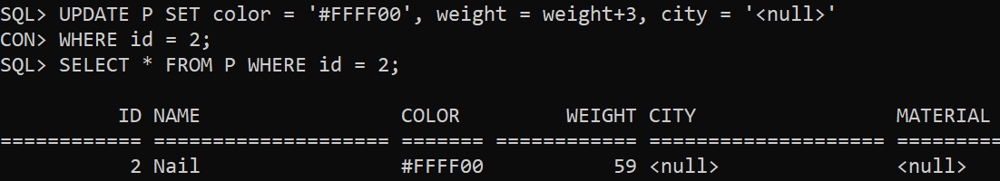 SQL> UPDATE P SET color = '#FFFF00', weight = weight+3, city = '<null>'
CON> WHERE id = 2;
SQL> SELECT * FROM P WHERE id = 2;
ID NAME COLOR WEIGHT CITY MATERIAL
============ ==================== ======= ============ ==================== =========
2 Nail #FFFF00 59 <null> <null>